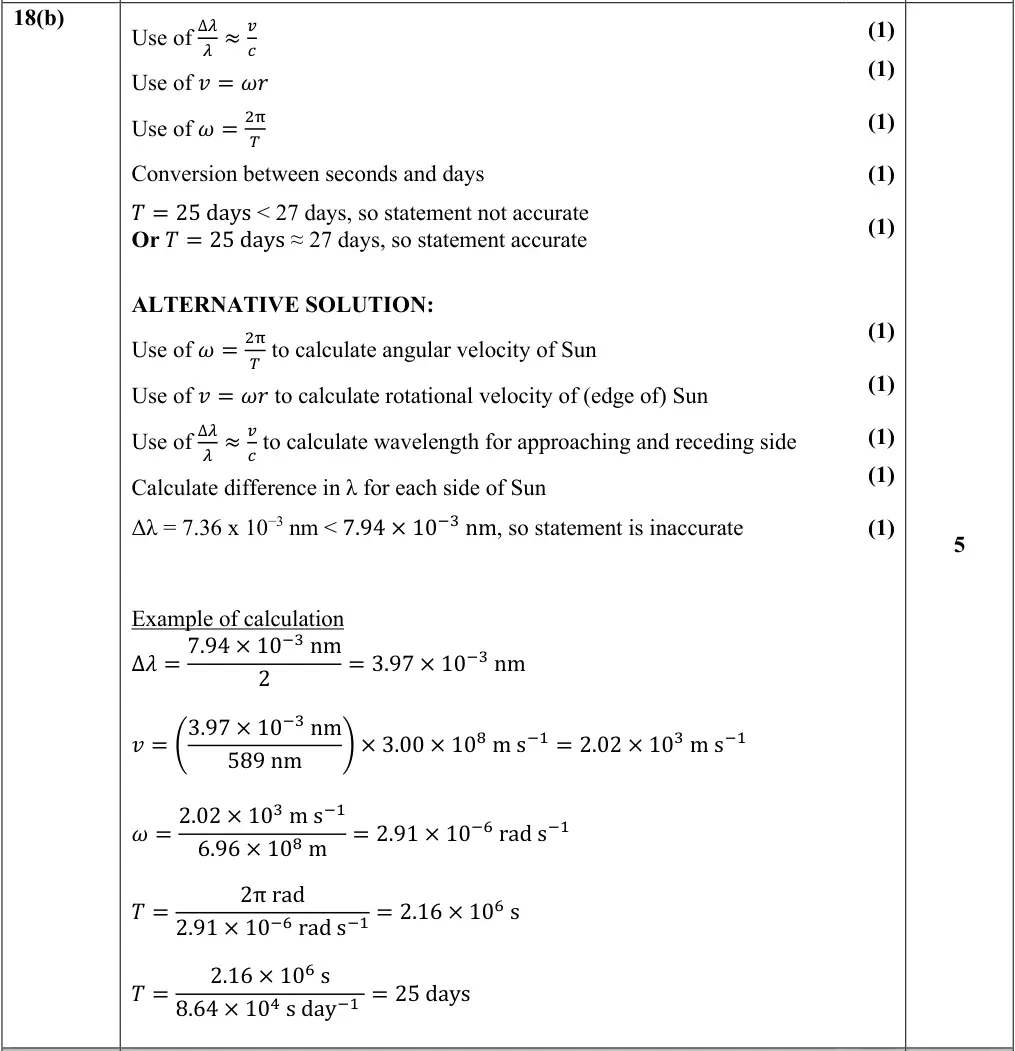 18(b)
Use of Δλ/λ ≈ v/c (1)
Use of v = ωr (1)
Use of ω = 2π/T (1)
Conversion between seconds and days (1)
T = 25 days < 27 days, so statement not accurate
Or T = 25 days ≈ 27 days, so statement accurate (1)
ALTERNATIVE SOLUTION:
Use of ω = 2π/T to calculate angular velocity of Sun (1)
Use of v = ωr to calculate rotational velocity of (edge of) Sun (1)
Use of Δλ/λ ≈ v/c to calculate wavelength for approaching and receding side (1)
Calculate difference in λ for each side of Sun (1)
Δλ = 7.36 x 10⁻³ nm < 7.94 × 10⁻³ nm, so statement is inaccurate (1)
5
Example of calculation
Δλ = 7.94 × 10⁻³ nm / 2 = 3.97 × 10⁻³ nm
v = (3.97 × 10⁻³ nm / 589 nm) × 3.00 × 10⁸ m s⁻¹ = 2.02 × 10³ m s⁻¹
ω = 2.02 × 10³ m s⁻¹ / 6.96 × 10⁸ m = 2.91 × 10⁻⁶ rad s⁻¹
T = 2π rad / 2.91 × 10⁻⁶ rad s⁻¹ = 2.16 × 10⁶ s
T = 2.16 × 10⁶ s / 8.64 × 10⁴ s day⁻¹ = 25 days